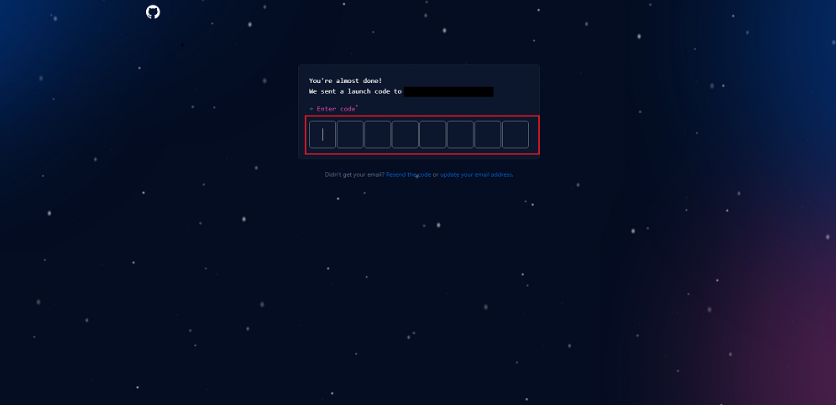 You're almost done!
We sent a launch code to
→ Enter code*
Didn't get your email? Resend the code or update your email address.